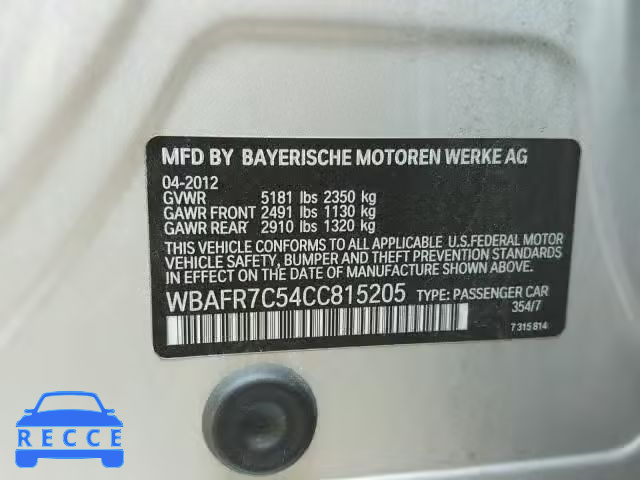 MFD BY BAYERISCHE MOTOREN WERKE AG
04-2012
GVWR 5181 lbs 2350 kg
GAWR FRONT 2491 lbs 1130 kg
GAWR REAR 2910 lbs 1320 kg
THIS VEHICLE CONFORMS TO ALL APPLICABLE U.S.FEDERAL MOTOR
VEHICLE SAFETY, BUMPER, AND THEFT PREVENTION STANDARDS
IN EFFECT ON THE DATE OF MANUFACTURE SHOWN ABOVE.
WBAFR7C54CC815205 TYPE: PASSENGER CAR
354/7
7 315 814
RECCE